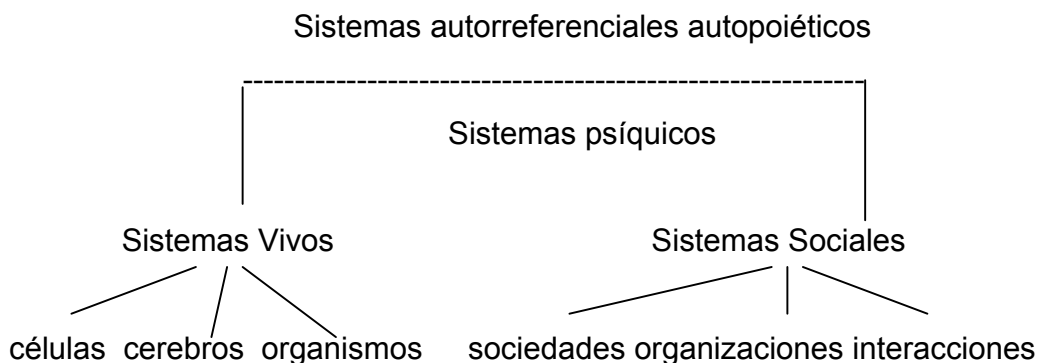 Sistemas autorreferenciales autopoiéticos
Sistemas psíquicos
Sistemas Vivos Sistemas Sociales
células cerebros organismos sociedades organizaciones interacciones